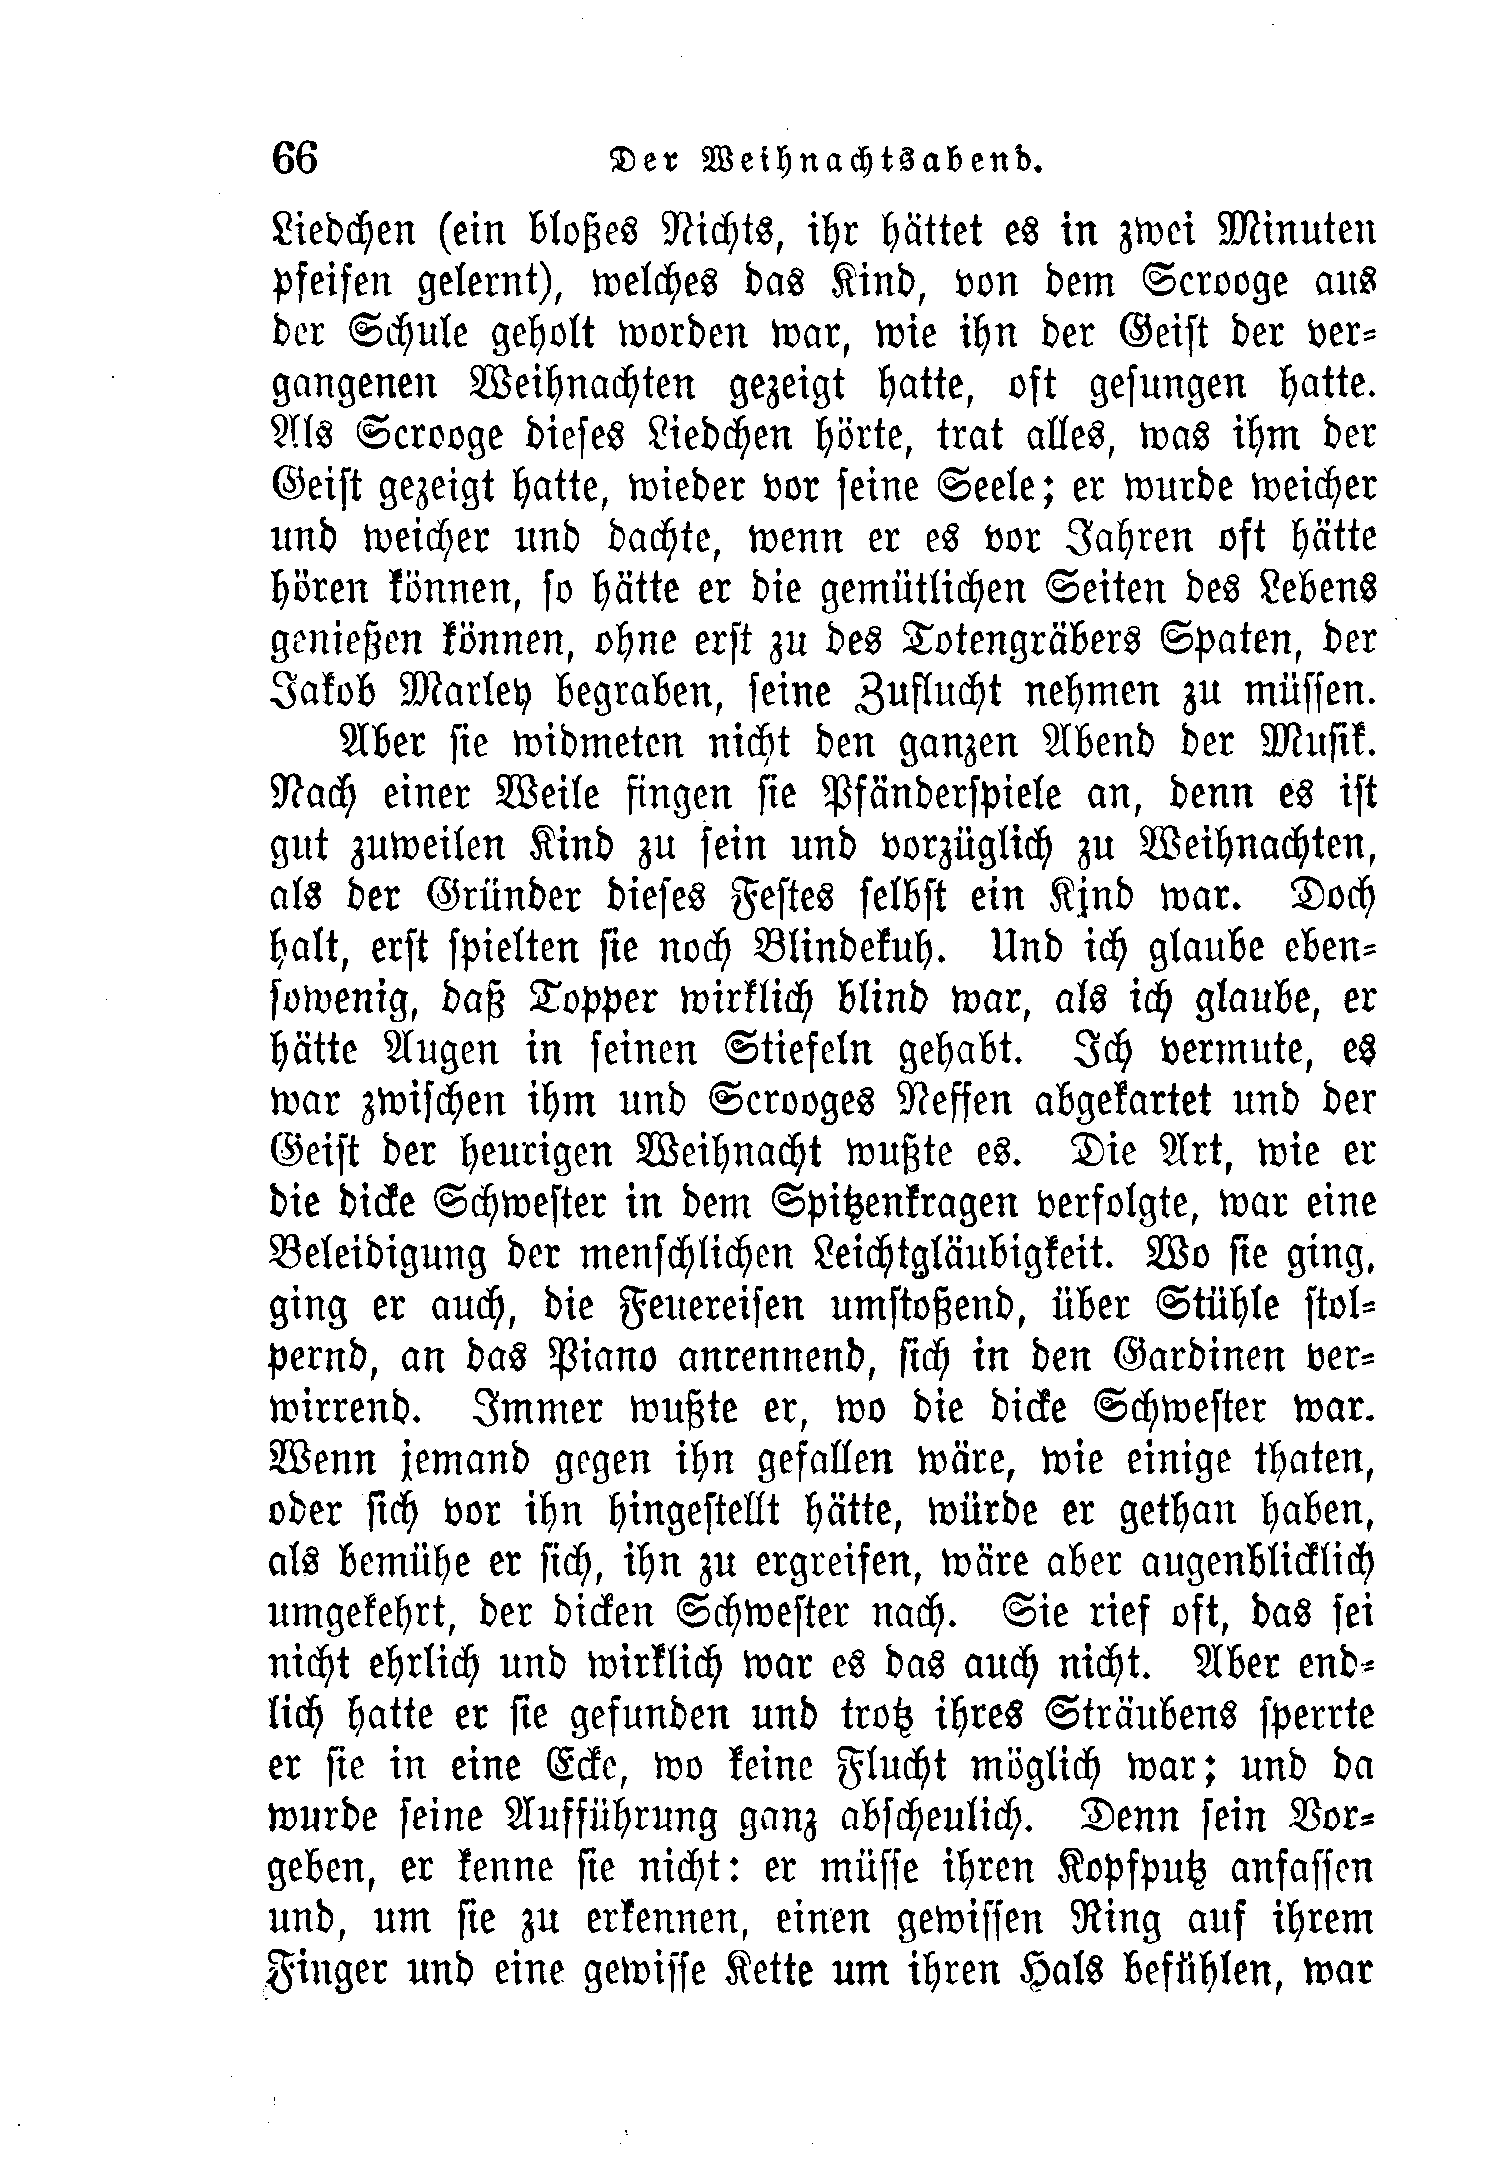 66 Der Weihnachtsabend.
Liedchen (ein bloßes Nichts, ihr hättet es in zwei Minuten
pfeifen gelernt), welches das Kind, von dem Scrooge aus
der Schule geholt worden war, wie ihn der Geist der ver=
gangenen Weihnachten gezeigt hatte, oft gesungen hatte.
Als Scrooge dieses Liedchen hörte, trat alles, was ihm der
Geist gezeigt hatte, wieder vor seine Seele; er wurde weicher
und weicher und dachte, wenn er es vor Jahren oft hätte
hören können, so hätte er die gemütlichen Seiten des Lebens
genießen können, ohne erst zu des Totengräbers Spaten, der
Jakob Marley begraben, seine Zuflucht nehmen zu müssen.
Aber sie widmeten nicht den ganzen Abend der Musik.
Nach einer Weile fingen sie Pfänderspiele an, denn es ist
gut zuweilen Kind zu sein und vorzüglich zu Weihnachten,
als der Gründer dieses Festes selbst ein Kind war. Doch
halt, erst spielten sie noch Blindekuh. Und ich glaube eben=
sowenig, daß Topper wirklich blind war, als ich glaube, er
hätte Augen in seinen Stiefeln gehabt. Ich vermute, es
war zwischen ihm und Scrooges Neffen abgekartet und der
Geist der heurigen Weihnacht wußte es. Die Art, wie er
die dicke Schwester in dem Spitzenkragen verfolgte, war eine
Beleidigung der menschlichen Leichtgläubigkeit. Wo sie ging,
ging er auch, die Feuereisen umstoßend, über Stühle stol=
pernd, an das Piano anrennend, sich in den Gardinen ver=
wirrend. Immer wußte er, wo die dicke Schwester war.
Wenn jemand gegen ihn gefallen wäre, wie einige thaten,
oder sich vor ihn hingestellt hätte, würde er gethan haben,
als bemühe er sich, ihn zu ergreifen, wäre aber augenblicklich
umgekehrt, der dicken Schwester nach. Sie rief oft, das sei
nicht ehrlich und wirklich war es das auch nicht. Aber end=
lich hatte er sie gefunden und trotz ihres Sträubens sperrte
er sie in eine Ecke, wo keine Flucht möglich war; und da
wurde seine Aufführung ganz abscheulich. Denn sein Vor=
geben, er kenne sie nicht: er müsse ihren Kopfputz anfassen
und, um sie zu erkennen, einen gewissen Ring auf ihrem
Finger und eine gewisse Kette um ihren Hals befühlen, war